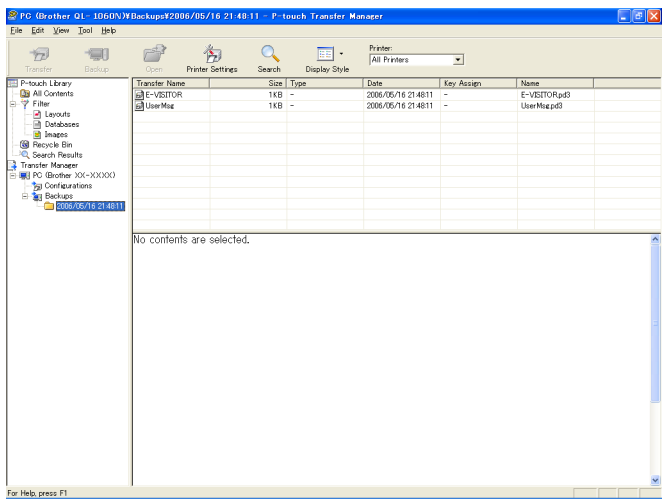 PC (Brother QL- 1060N)¥Backups¥2006/05/16 21:48:11 - P-touch Transfer Manager
File Edit View Tool Help
Transfer Backup Open Printer Settings Search Display Style
Printer:
All Printers
P-touch Library
All Contents
Filter
Layouts
Databases
Images
Recycle Bin
Search Results
Transfer Manager
PC (Brother XX-XXXX)
Configurations
Backups
2006/05/16 21:48:11
Transfer Name Size Type Date Key Assign Name
E-VISITOR 1KB - 2006/05/16 21:48:11 - E-VISITOR.pd3
UserMsg 1KB - 2006/05/16 21:48:11 - UserMsg.pd3
No contents are selected.
For Help, press F1